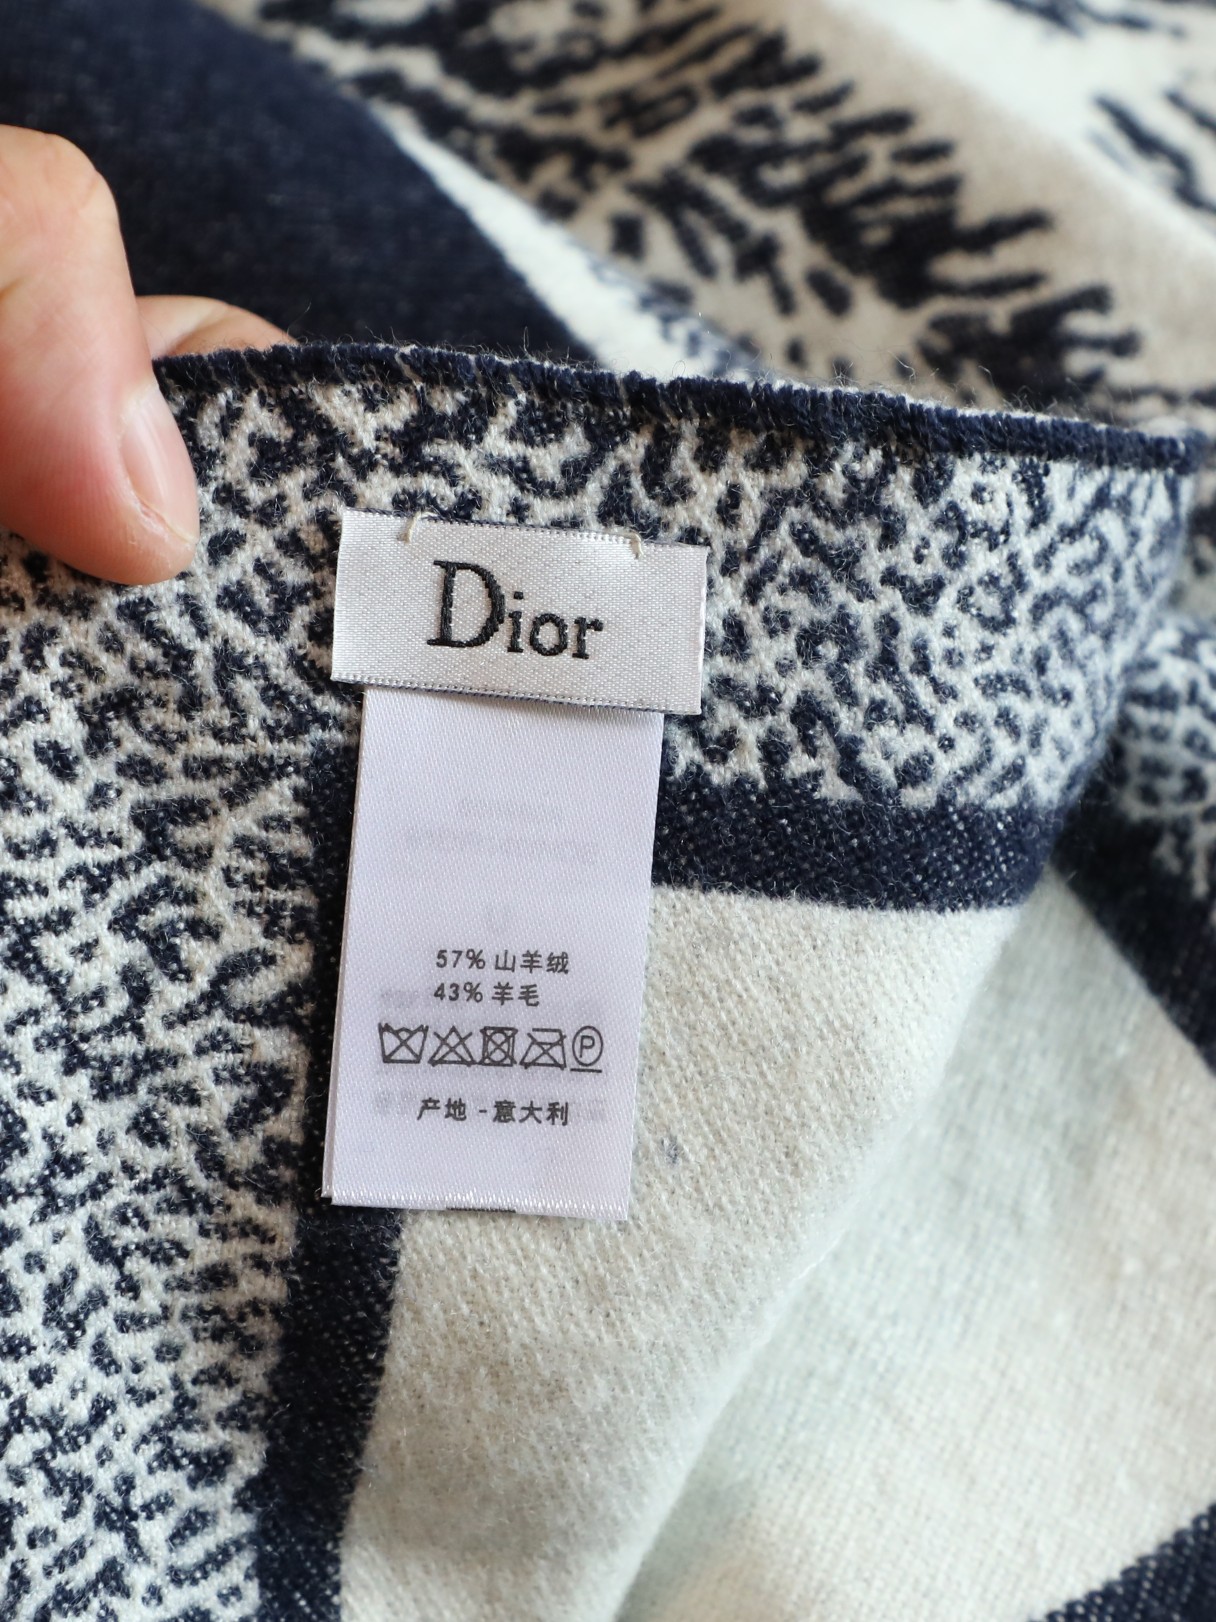 Dior
57% 山羊绒
43% 羊毛
P
产地 - 意大利